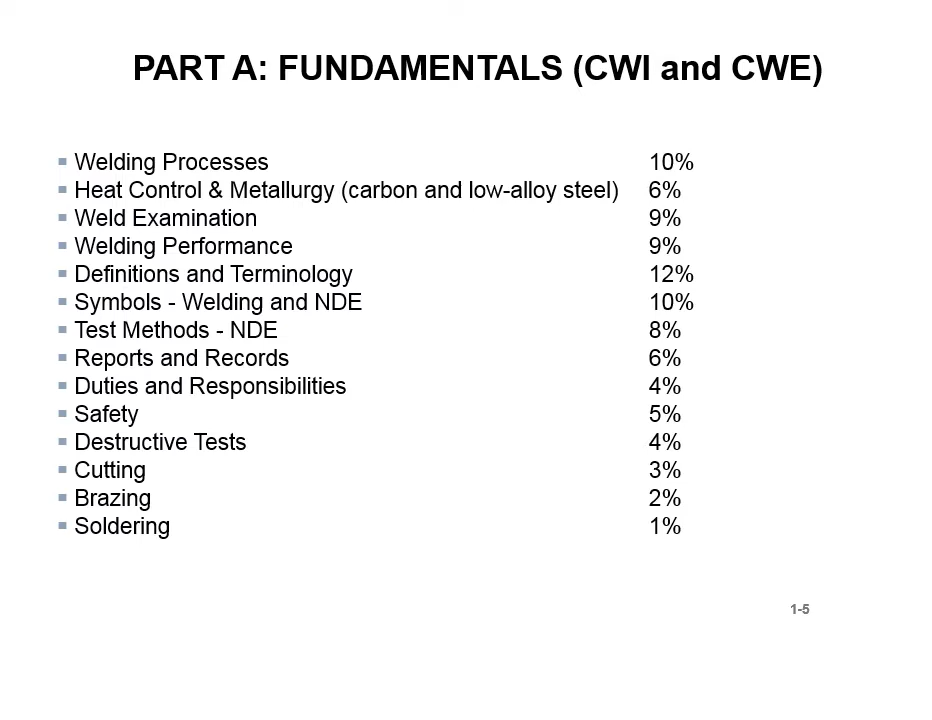 PART A: FUNDAMENTALS (CWI and CWE)
▪ Welding Processes 10%
▪ Heat Control & Metallurgy (carbon and low-alloy steel) 6%
▪ Weld Examination 9%
▪ Welding Performance 9%
▪ Definitions and Terminology 12%
▪ Symbols - Welding and NDE 10%
▪ Test Methods - NDE 8%
▪ Reports and Records 6%
▪ Duties and Responsibilities 4%
▪ Safety 5%
▪ Destructive Tests 4%
▪ Cutting 3%
▪ Brazing 2%
▪ Soldering 1%
1-5